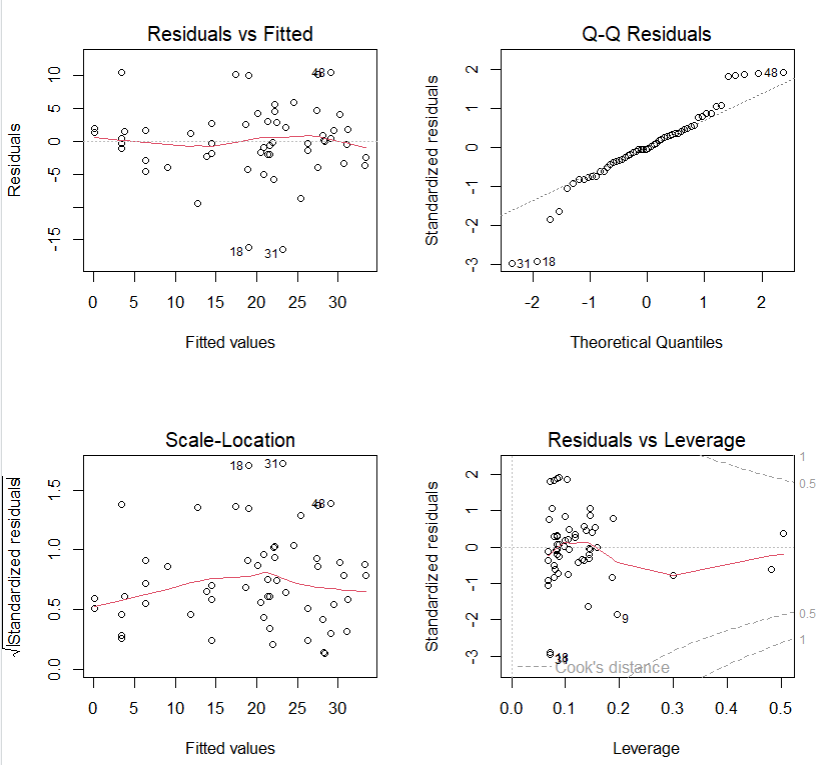 Residuals vs Fitted
Residuals
10
5
0
-5
-15
48
18
31
0 5 10 15 20 25 30
Fitted values
Q-Q Residuals
Standardized residuals
2
1
0
-1
-2
-3
48
31
18
-2 -1 0 1 2
Theoretical Quantiles
Scale-Location
√|Standardized residuals|
1.5
1.0
0.5
0.0
18
31
48
0 5 10 15 20 25 30
Fitted values
Residuals vs Leverage
Standardized residuals
2
1
0
-1
-2
-3
1
0.5
0.5
1
9
Cook's distance
0.0 0.1 0.2 0.3 0.4 0.5
Leverage